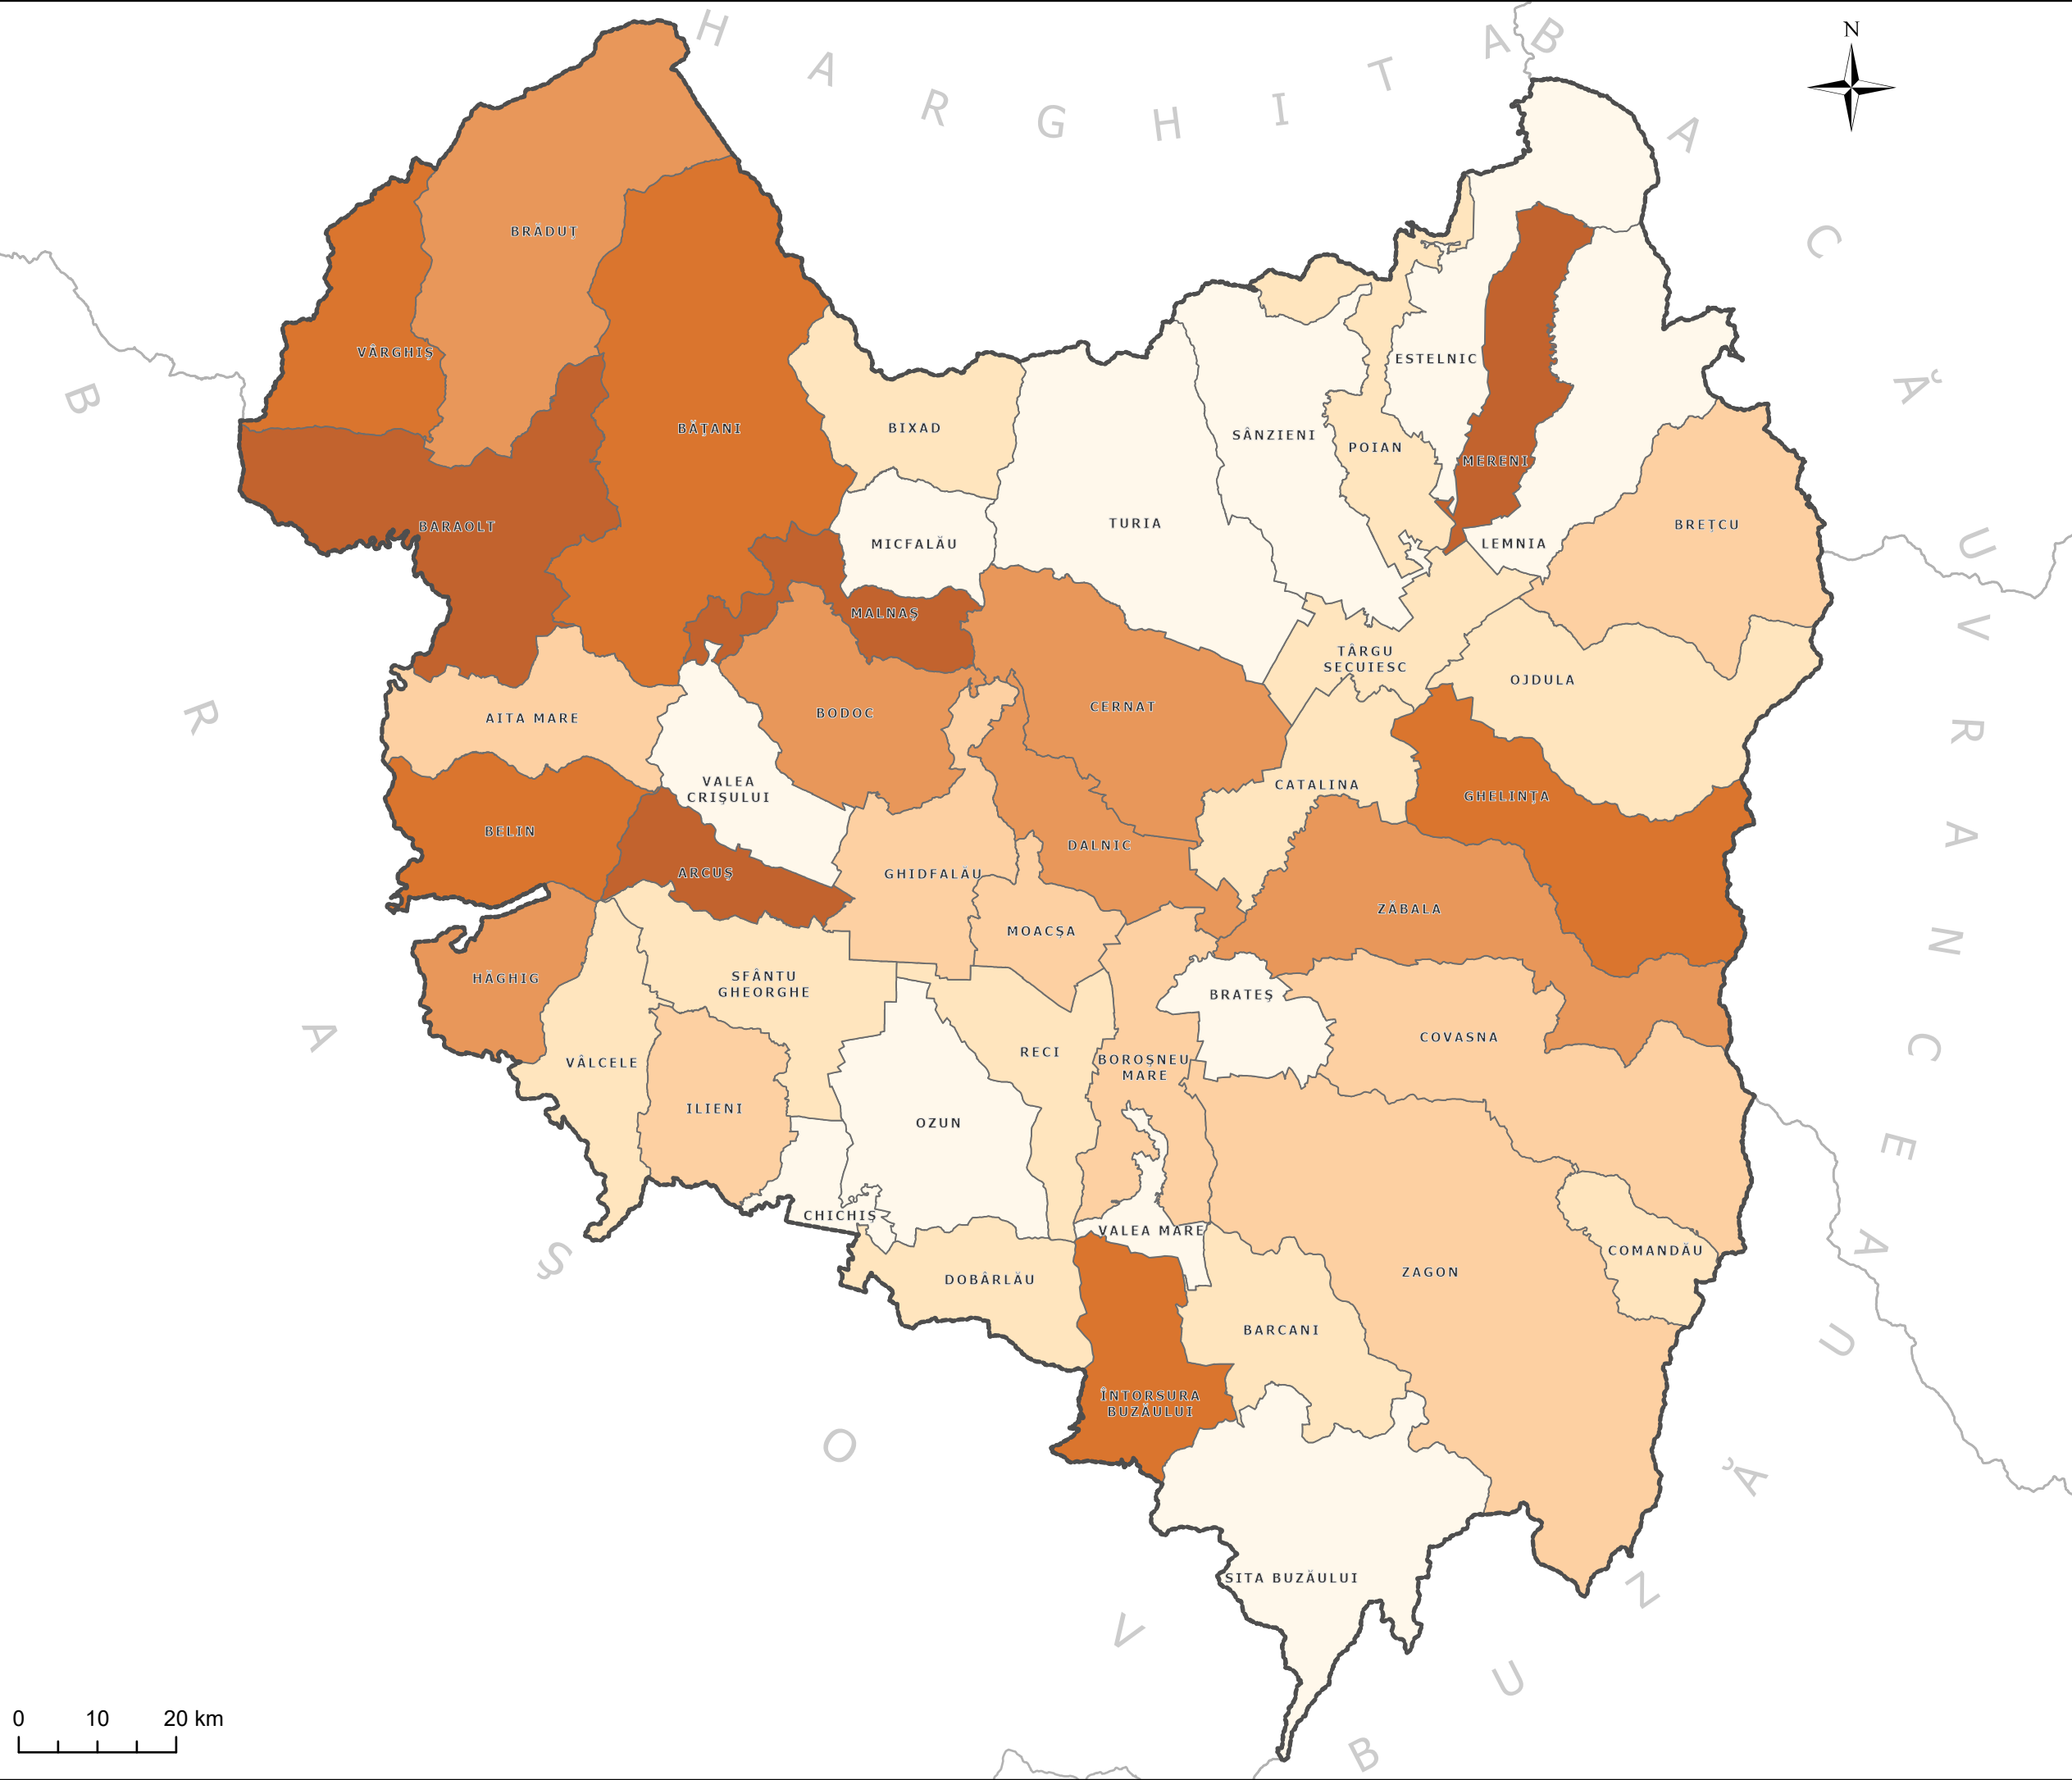 HARGHITA
BACĂU
N
BRĂDUȚ
VÂRGHIȘ
ESTELNIC
BĂȚANI
BIXAD
SÂNZIENI
POIAN
MERENI
BARAOLT
TURIA
BREȚCU
MICFALĂU
LEMNIA
MALNAȘ
TÂRGU
SECUIESC
OJDULA
CERNAT
BODOC
AITA MARE
VALEA
CRIȘULUI
CATALINA
GHELINȚA
BELIN
DALNIC
ARCUȘ
GHIDFALĂU
ZĂBALA
MOACȘA
HĂGHIG
SFÂNTU
GHEORGHE
BRATEȘ
COVASNA
RECI
VÂLCELE
BOROȘNEU
MARE
ILIENI
OZUN
CHICHIȘ
VALEA MARE
COMANDĂU
ZAGON
DOBÂRLĂU
BARCANI
ÎNTORSURA
BUZĂULUI
SITA BUZĂULUI
BRAȘOV
VRANCEA
BUZĂU
0 10 20 km